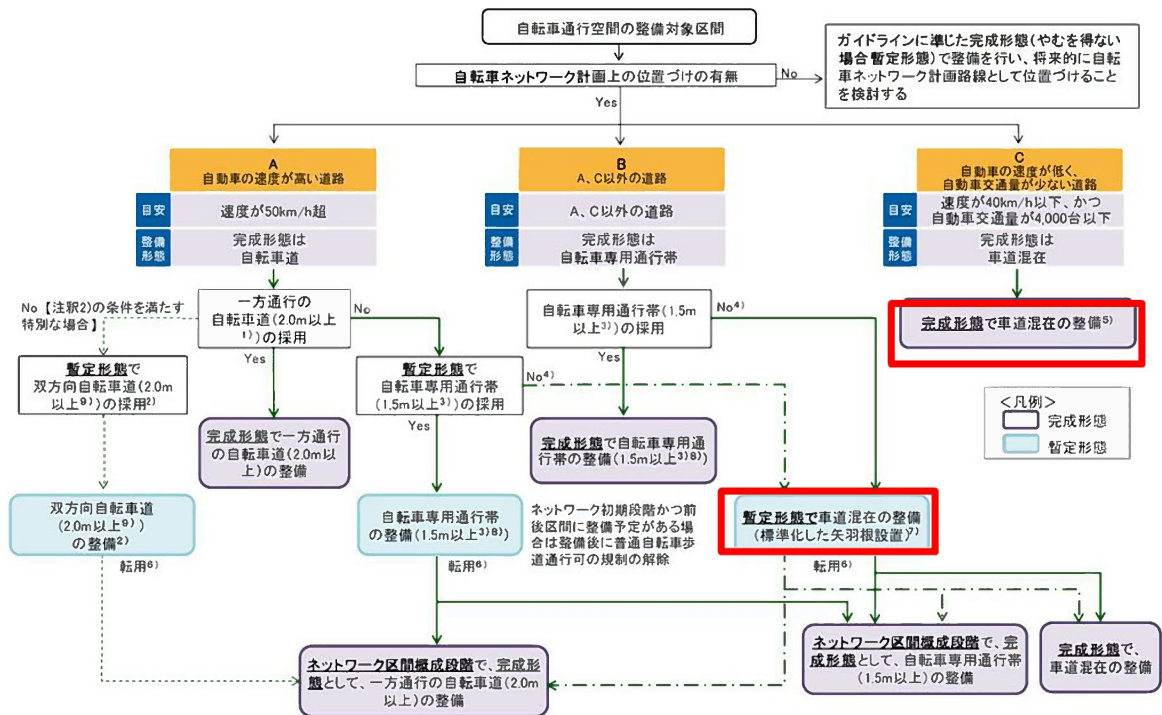 自転車通行空間の整備対象区間
自転車ネットワーク計画上の位置づけの有無
No
ガイドラインに準じた完成形態(やむを得ない
場合暫定形態)で整備を行い、将来的に自転
車ネットワーク計画路線として位置づけること
を検討する
Yes
A
自動車の速度が高い道路
目安
速度が50km/h超
整備
形態
完成形態は
自転車道
B
A、C以外の道路
目安
A、C以外の道路
整備
形態
完成形態は
自転車専用通行帯
C
自動車の速度が低く、
自動車交通量が少ない道路
目安
速度が40km/h以下、かつ
自動車交通量が4,000台以下
整備
形態
完成形態は
車道混在
No【注釈2)の条件を満たす
特別な場合】
一方通行の
自転車道(2.0m以上
1))の採用
No
自転車専用通行帯(1.5m
以上3))の採用
No4)
完成形態で車道混在の整備5)
Yes
Yes
暫定形態で
双方向自転車道(2.0m
以上9))の採用2)
暫定形態で
自転車専用通行帯
(1.5m以上3))の採用
No4)
<凡例>
完成形態
暫定形態
完成形態で一方通行
の自転車道(2.0m以
上)の整備
Yes
完成形態で自転車専用通
行帯の整備(1.5m以上3)8))
双方向自転車道
(2.0m以上9))
の整備2)
自転車専用通行帯
の整備(1.5m以上3)8))
ネットワーク初期段階かつ前
後区間に整備予定がある場
合は整備後に普通自転車歩
道通行可の規制の解除
暫定形態で車道混在の整備
(標準化した矢羽根設置)7)
転用6)
転用6)
転用6)
ネットワーク区間概成段階で、完成形
態として、一方通行の自転車道(2.0m
以上)の整備
ネットワーク区間概成段階で、完
成形態として、自転車専用通行帯
(1.5m以上)の整備
完成形態で、
車道混在の整備